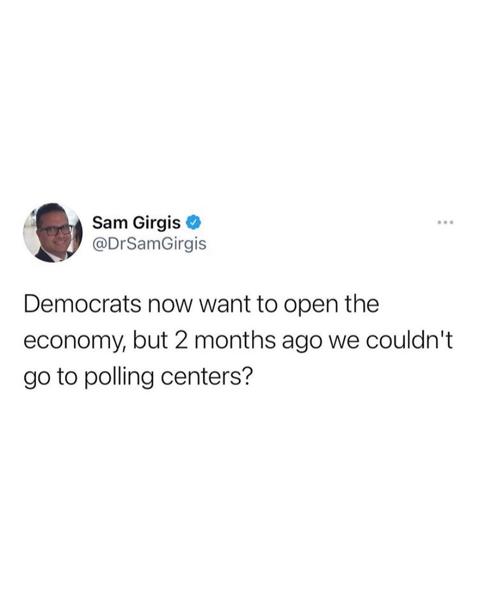 Sam Girgis
@DrSamGirgis
Democrats now want to open the
economy, but 2 months ago we couldn't
go to polling centers?